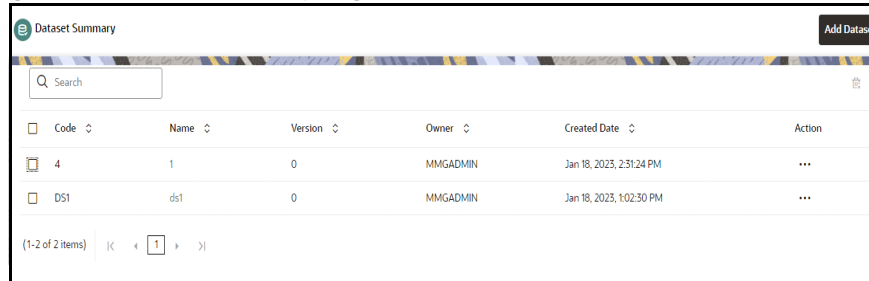 Dataset Summary
Add Datase
Search
Code Name Version Owner Created Date Action
4 1 0 MMGADMIN Jan 18, 2023, 2:31:24 PM ...
DS1 ds1 0 MMGADMIN Jan 18, 2023, 1:02:30 PM ...
(1-2 of 2 items) 1